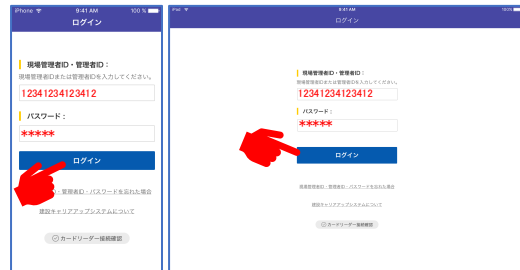 iPhone 9:41 AM 100 %
ログイン
現場管理者ID・管理者ID：
現場管理者IDまたは管理者IDを入力してください。
12341234123412
パスワード：
*****
ログイン
・管理者ID・パスワードを忘れた場合
建設キャリアアップシステムについて
カードリーダー接続確認
iPad 9:41 AM 100%
ログイン
現場管理者ID・管理者ID：
現場管理者IDまたは管理者IDを入力してください。
12341234123412
パスワード：
*****
ログイン
現場管理者ID・管理者ID・パスワードを忘れた場合
建設キャリアアップシステムについて
カードリーダー接続確認